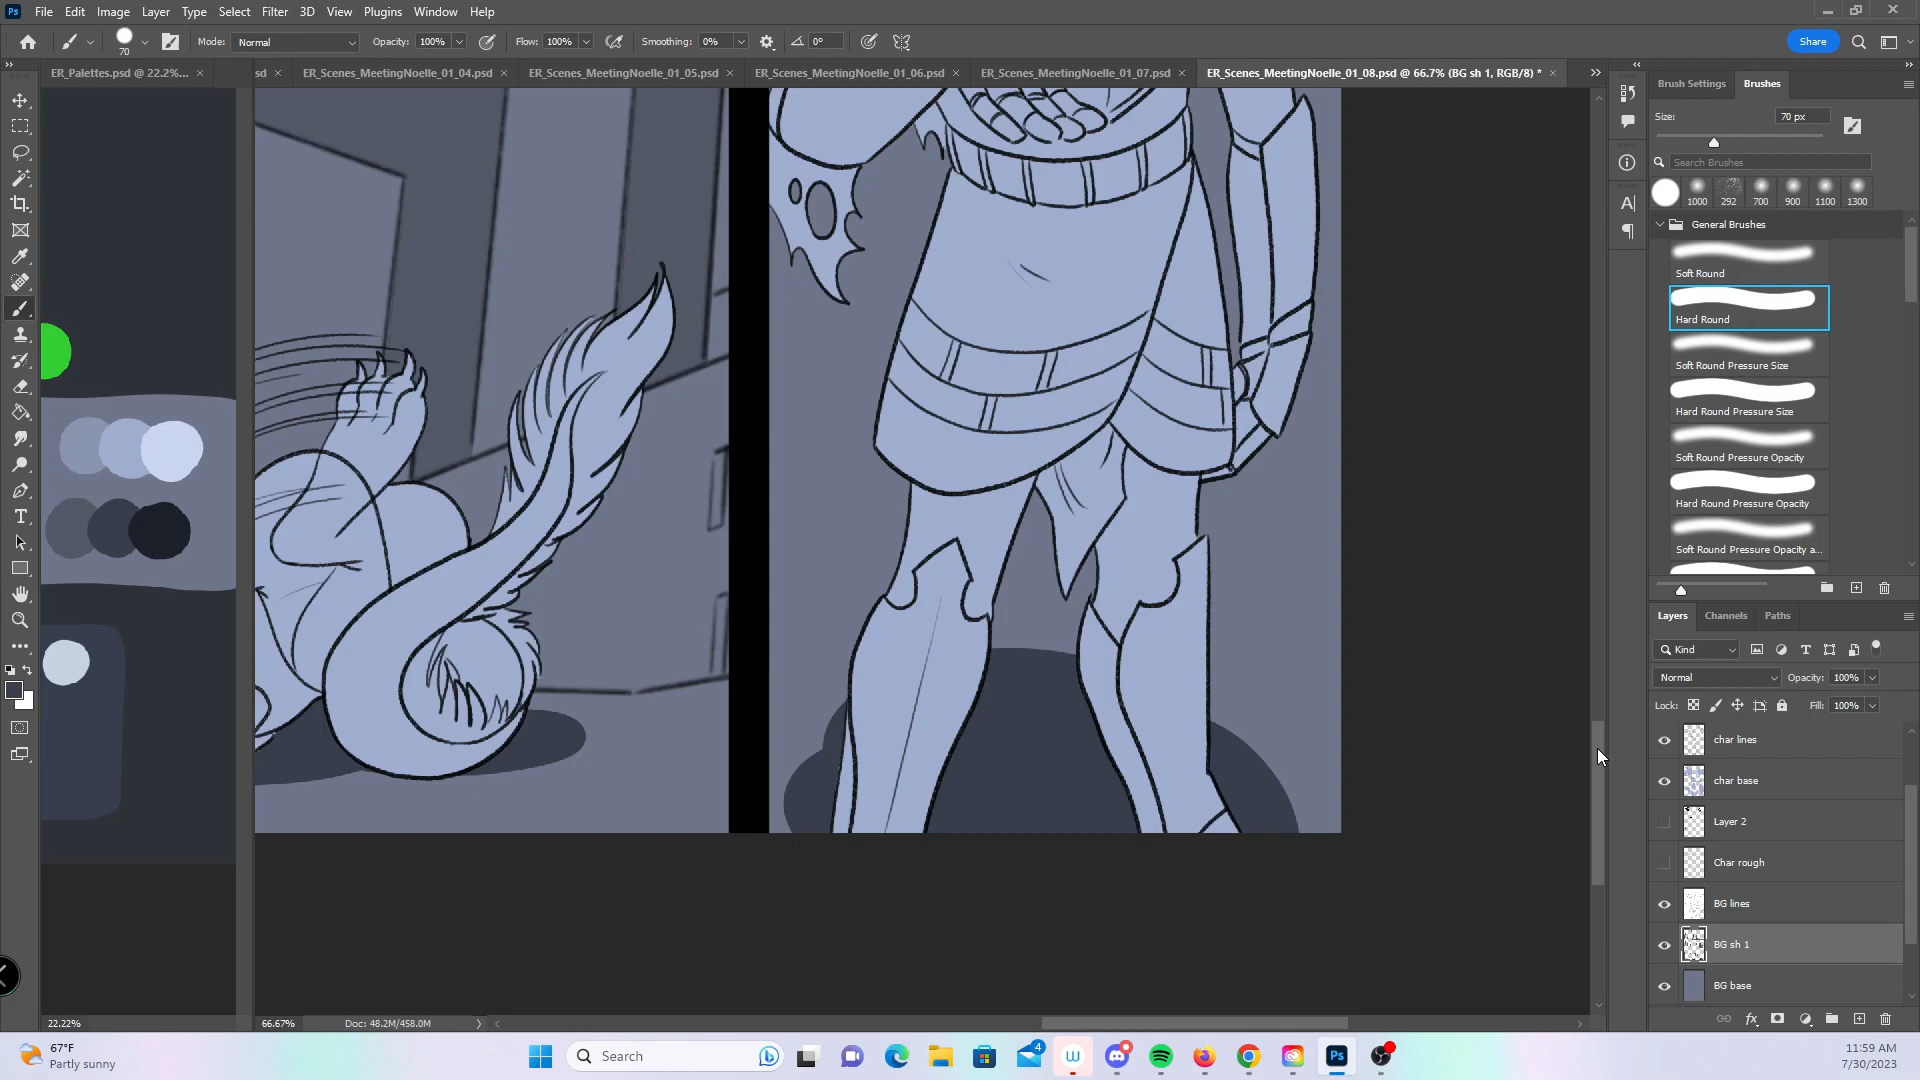 Ps File Edit Image Layer Type Select Filter 3D View Plugins Window Help
70 Mode: Normal Opacity: 100% Flow: 100% Smoothing: 0% 0° Share
ER_Palettes.psd @ 22.2%... × sd × ER_Scenes_MeetingNoelle_01_04.psd × ER_Scenes_MeetingNoelle_01_05.psd × ER_Scenes_MeetingNoelle_01_06.psd × ER_Scenes_MeetingNoelle_01_07.psd × ER_Scenes_MeetingNoelle_01_08.psd @ 66.7% (BG sh 1, RGB/8) * ×
Brush Settings Brushes
Size: 70 px
Search Brushes
1000 292 700 900 1100 1300
General Brushes
Soft Round
Hard Round
Soft Round Pressure Size
Hard Round Pressure Size
Soft Round Pressure Opacity
Hard Round Pressure Opacity
Soft Round Pressure Opacity a...
Layers Channels Paths
Kind
Normal Opacity: 100%
Lock: Fill: 100%
char lines
char base
Layer 2
Char rough
BG lines
BG sh 1
BG base
22.22% 66.67% Doc: 48.2M/458.0M
67°F
Partly sunny
Search
4
Ps
11:59 AM
7/30/2023